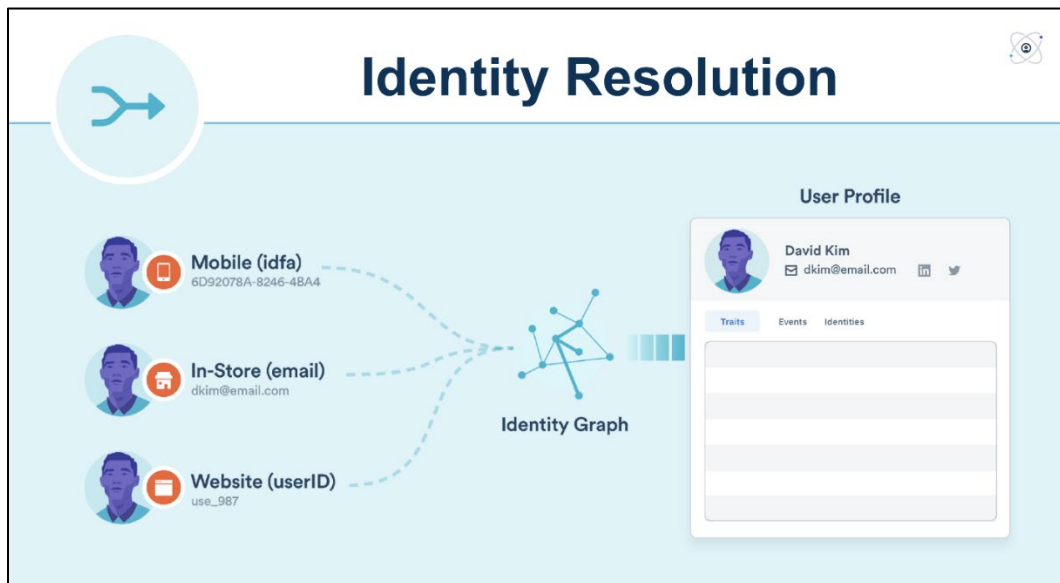 Identity Resolution
User Profile
David Kim
dkim@email.com
Mobile (idfa)
6D92078A-8246-4BA4
In-Store (email)
dkim@email.com
Website (userID)
use_987
Identity Graph
Traits Events Identities